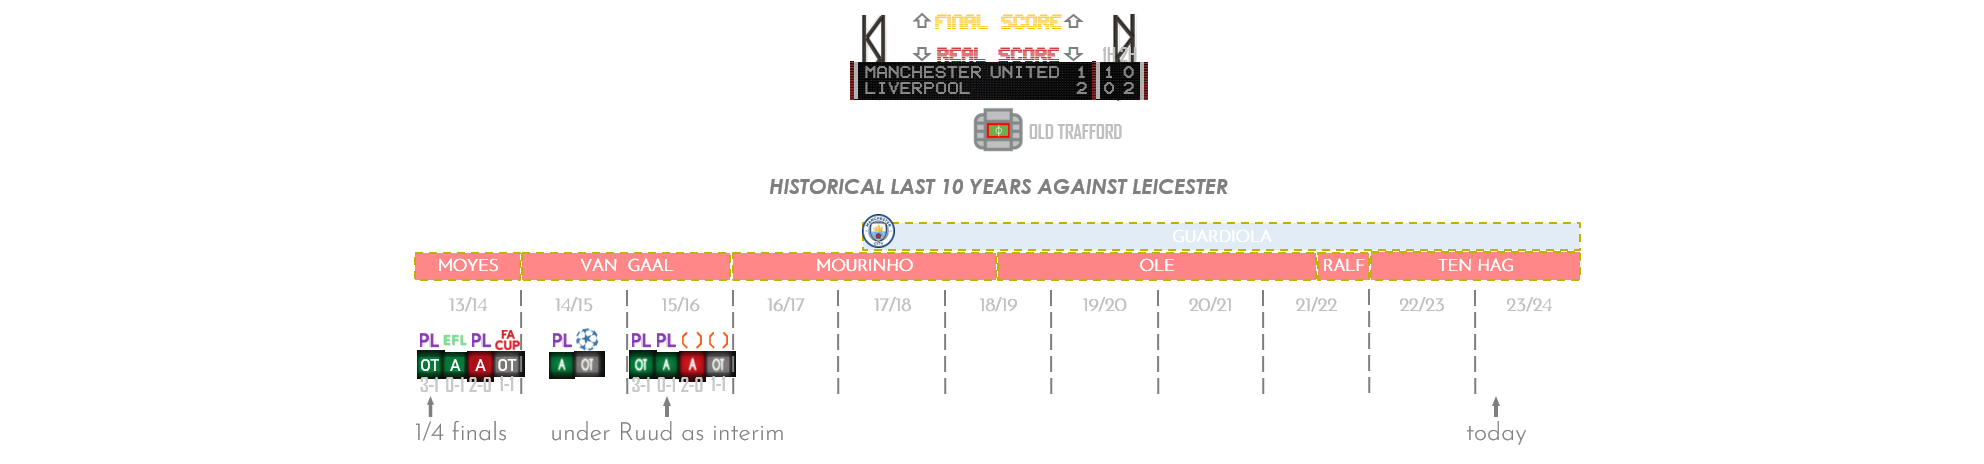 FINAL SCORE
REAL SCORE
1H 2H
MANCHESTER UNITED 1 1 0
LIVERPOOL 2 0 2
OLD TRAFFORD
HISTORICAL LAST 10 YEARS AGAINST LEICESTER
MANCHESTER CITY
GUARDIOLA
MOYES VAN GAAL MOURINHO OLE RALF TEN HAG
13/14 14/15 15/16 16/17 17/18 18/19 19/20 20/21 21/22 22/23 23/24
PL EFL PL FA CUP PL PL PL
OT A A OT A OT OT A A OT
3-1 0-1 2-0 1-1 3-1 0-1 2-0 1-1
1/4 finals under Ruud as interim today